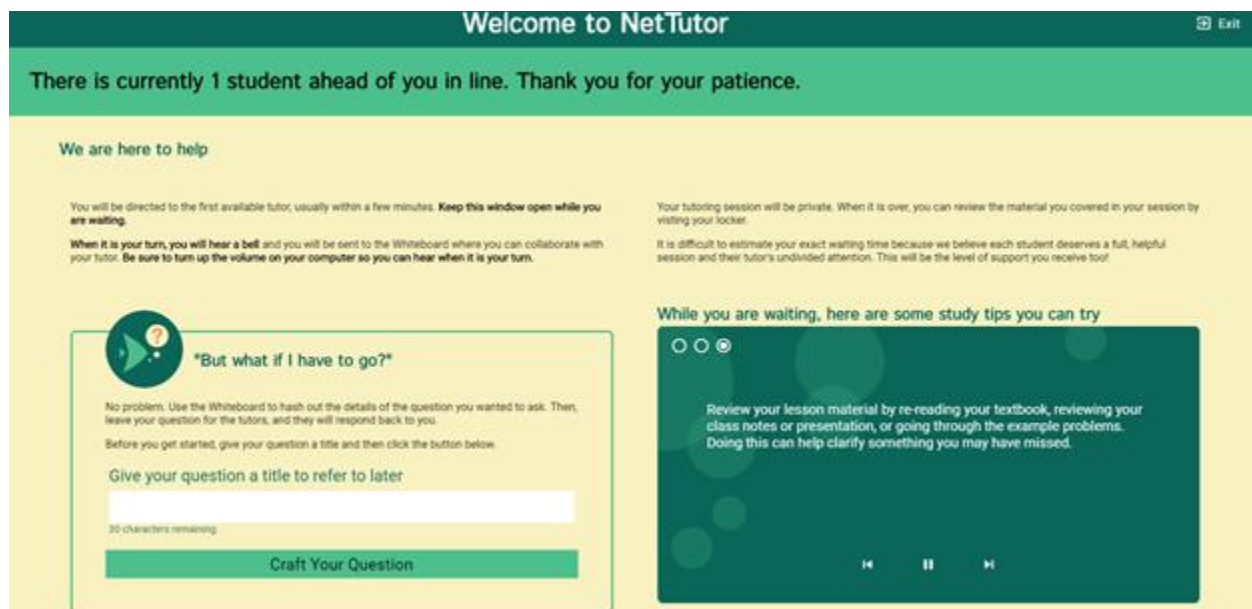 Welcome to NetTutor
Exit
There is currently 1 student ahead of you in line. Thank you for your patience.
We are here to help
You will be directed to the first available tutor, usually within a few minutes. Keep this window open while you
are waiting.
When it is your turn, you will hear a bell and you will be sent to the Whiteboard where you can collaborate with
your tutor. Be sure to turn up the volume on your computer so you can hear when it is your turn.
Your tutoring session will be private. When it is over, you can review the material you covered in your session by
visting your locker.
It is difficult to estimate your exact waiting time because we believe each student deserves a full, helpful
session and their tutor's undivided attention. This will be the level of support you receive too!
?
"But what if I have to go?"
No problem. Use the Whiteboard to hash out the details of the question you wanted to ask. Then,
leave your question for the tutors, and they will respond back to you.
Before you get started, give your question a title and then click the button below.
Give your question a title to refer to later
30 characters remaining
Craft Your Question
While you are waiting, here are some study tips you can try
Review your lesson material by re-reading your textbook, reviewing your
class notes or presentation, or going through the example problems.
Doing this can help clarify something you may have missed.